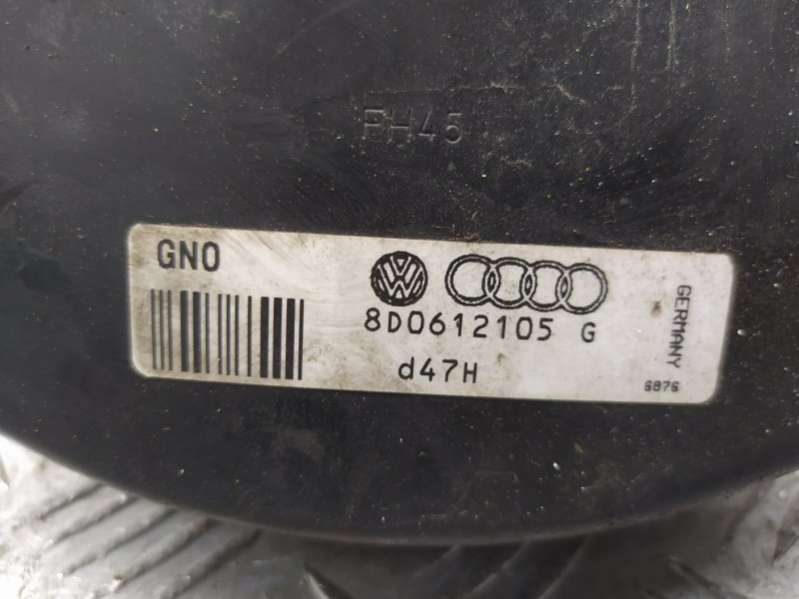 FH45
GNO
8D0612105 G
d47H
GERMANY
6876